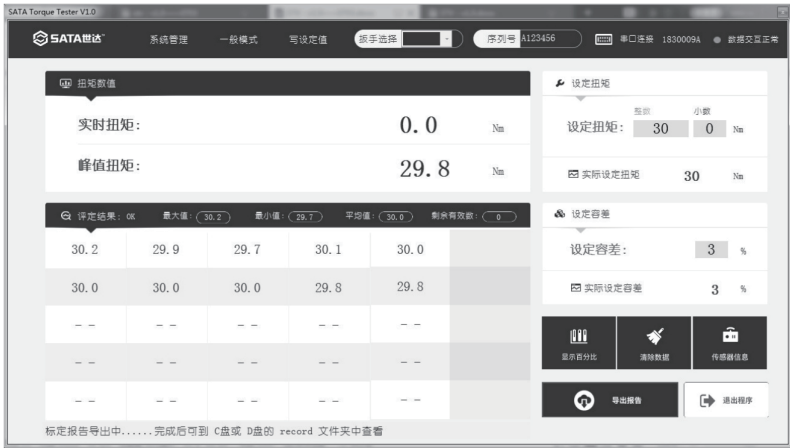 SATA Torque Tester V1.0
SATA世达 系统管理 一般模式 写设定值 扳手选择 序列号 A123456 串口连接 1830009A 数据交互正常
扭矩数值
实时扭矩: 0.0 Nm
峰值扭矩: 29.8 Nm
设定扭矩
整数 小数
设定扭矩: 30 0 Nm
实际设定扭矩 30 Nm
评定结果: OK 最大值: 30.2 最小值: 29.7 平均值: 30.0 剩余有效数: 0
30.2 29.9 29.7 30.1 30.0
30.0 30.0 30.0 29.8 29.8
-- -- -- -- --
-- -- -- -- --
-- -- -- -- --
设定容差
设定容差: 3 %
实际设定容差 3 %
显示百分比 清除数据 传感器信息
导出报告 退出程序
标定报告导出中......完成后可到 C盘或 D盘的 record 文件夹中查看